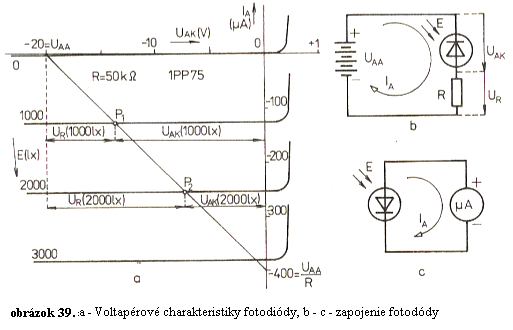 -20=UAA
-10
UAK(V)
IA
(µA)
0
+1
0
R=50kΩ
1PP75
-100
1000
P1
UR(1000lx)
UAK(1000lx)
E(lx)
-200
2000
P2
UR(2000lx)
UAK(2000lx)
-300
3000
-400=UAA/R
a
+
UAA
-
IA
E
UAK
R
UR
b
E
IA
+
µA
-
c
obrázok 39.:a - Voltapérové charakteristiky fotodiódy, b - c - zapojenie fotodódy